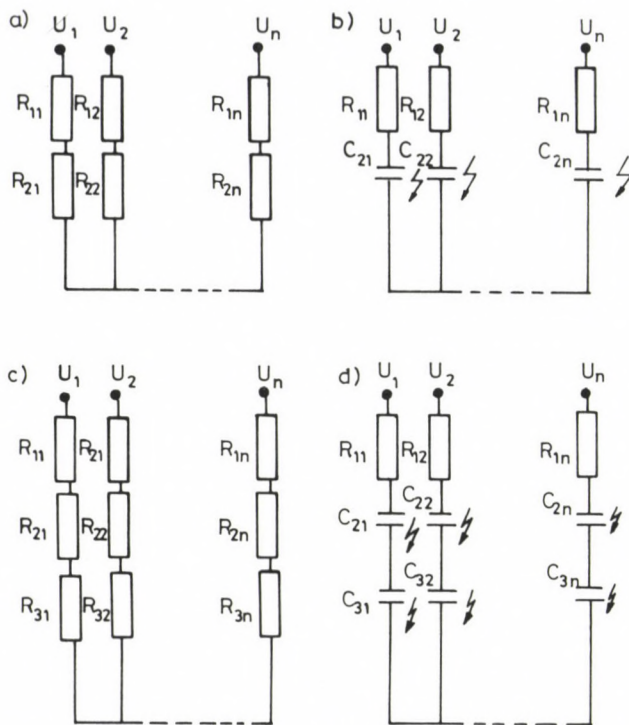 a) U1 U2 Un
R11 R12 R1n
R21 R22 R2n
b) U1 U2 Un
R11 R12 R1n
C21 C22 C2n
c) U1 U2 Un
R11 R21 R1n
R21 R22 R2n
R31 R32 R3n
d) U1 U2 Un
R11 R12 R1n
C21 C22 C2n
C31 C32 C3n